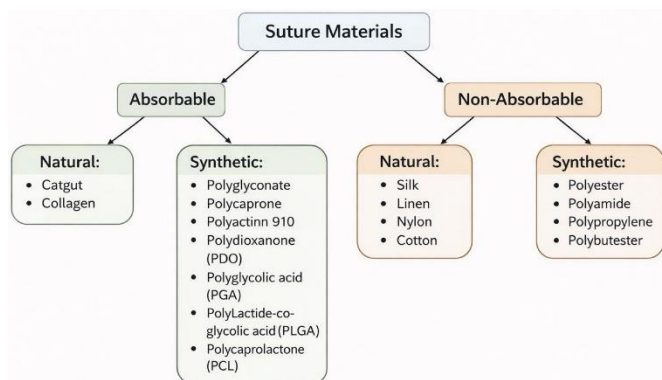 Suture Materials
Absorbable
Non-Absorbable
Natural:
• Catgut
• Collagen
Synthetic:
• Polyglyconate
• Polycaprone
• Polyactinn 910
• Polydioxanone
(PDO)
• Polyglycolic acid
(PGA)
• PolyLactide-co-
glycolic acid (PLGA)
• Polycaprolactone
(PCL)
Natural:
• Silk
• Linen
• Nylon
• Cotton
Synthetic:
• Polyester
• Polyamide
• Polypropylene
• Polybutester